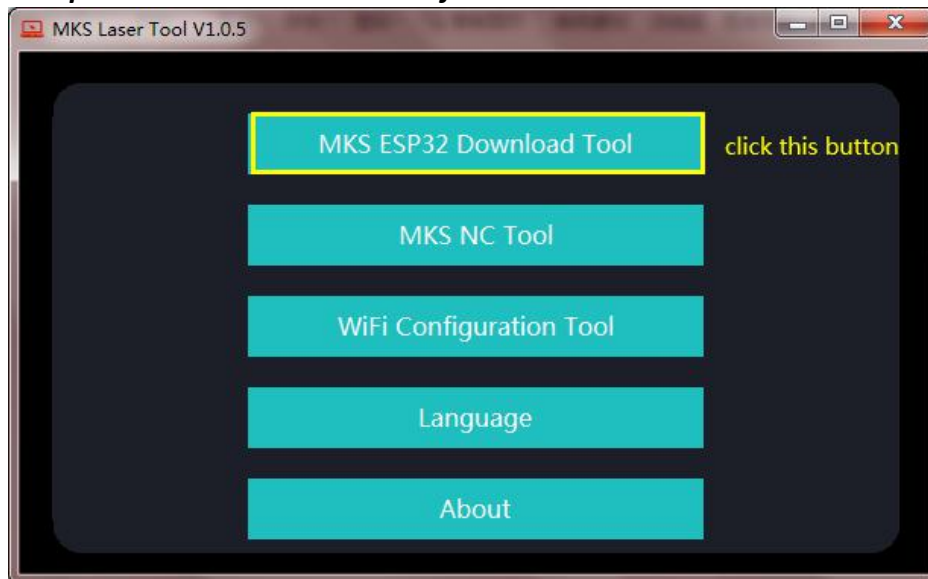 MKS Laser Tool V1.0.5
MKS ESP32 Download Tool
click this button
MKS NC Tool
WiFi Configuration Tool
Language
About